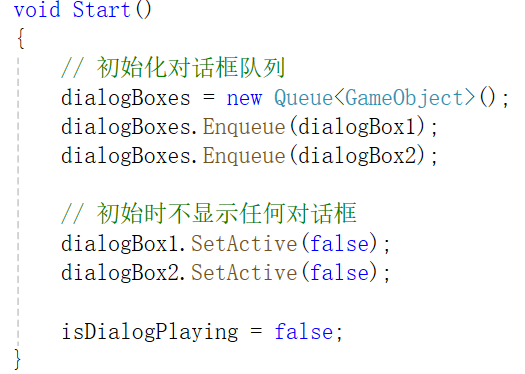 void Start()
{
// 初始化对话框队列
dialogBoxes = new Queue<GameObject>();
dialogBoxes.Enqueue(dialogBox1);
dialogBoxes.Enqueue(dialogBox2);
// 初始时不显示任何对话框
dialogBox1.SetActive(false);
dialogBox2.SetActive(false);
isDialogPlaying = false;
}